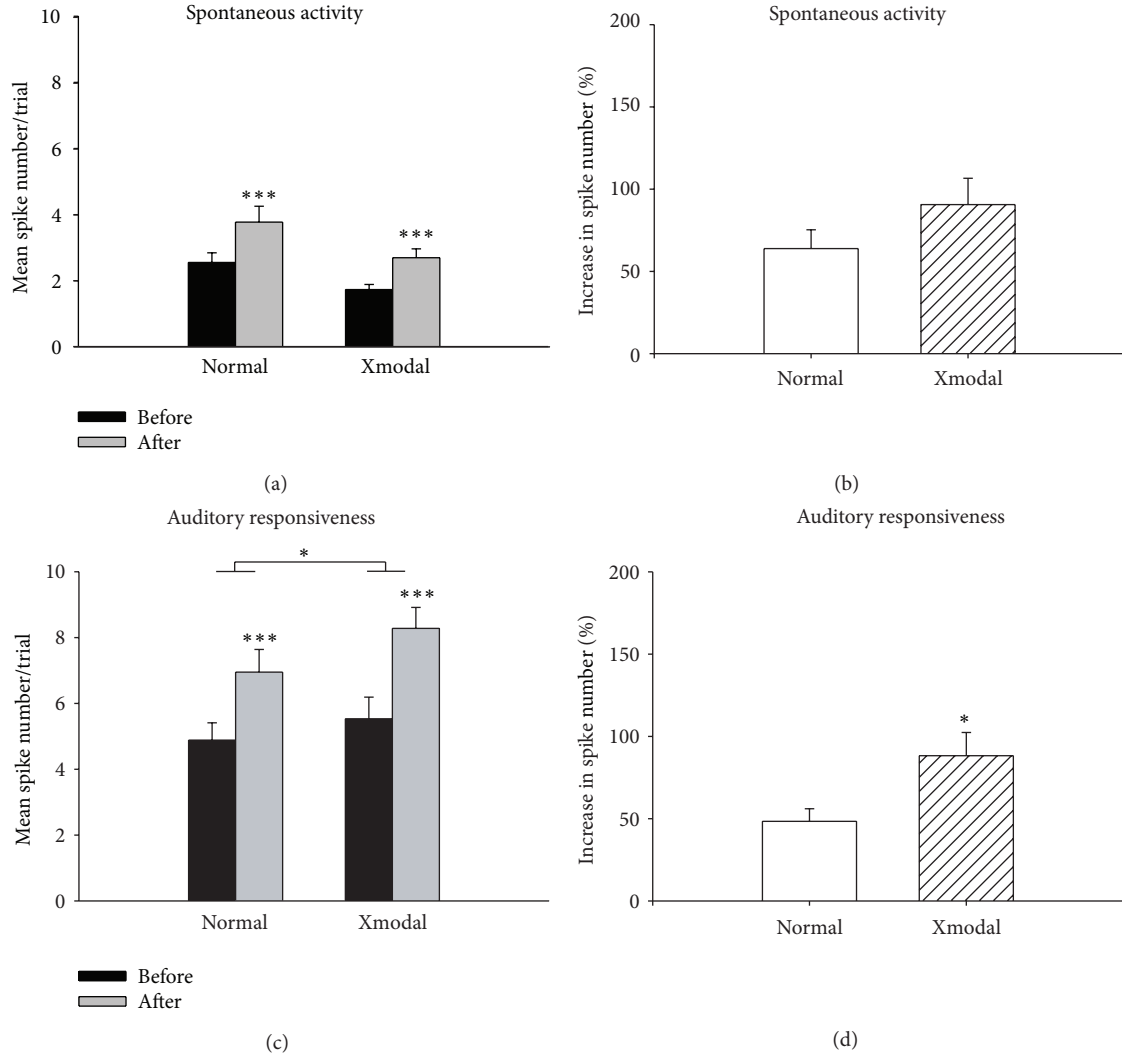 Spontaneous activity
Mean spike number/trial
10
8
6
4
2
0
***
***
Normal
Xmodal
Before
After
(a)
Spontaneous activity
Increase in spike number (%)
200
150
100
50
0
Normal
Xmodal
(b)
Auditory responsiveness
Mean spike number/trial
10
8
6
4
2
0
*
***
***
Normal
Xmodal
Before
After
(c)
Auditory responsiveness
Increase in spike number (%)
200
150
100
50
0
*
Normal
Xmodal
(d)